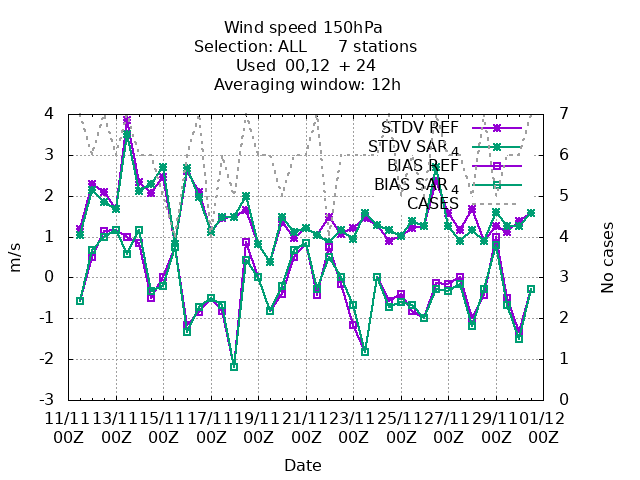 Wind speed 150hPa
Selection: ALL 7 stations
Used 00,12 + 24
Averaging window: 12h
4 7
STDV REF
STDV SAR_4
3 6
BIAS REF
BIAS SAR_4
2 5
CASES
1 4
m/s
No cases
0 3
-1 2
-2 1
-3 0
11/11 13/11 15/11 17/11 19/11 21/11 23/11 25/11 27/11 29/11 01/12
00Z 00Z 00Z 00Z 00Z 00Z 00Z 00Z 00Z 00Z 00Z
Date